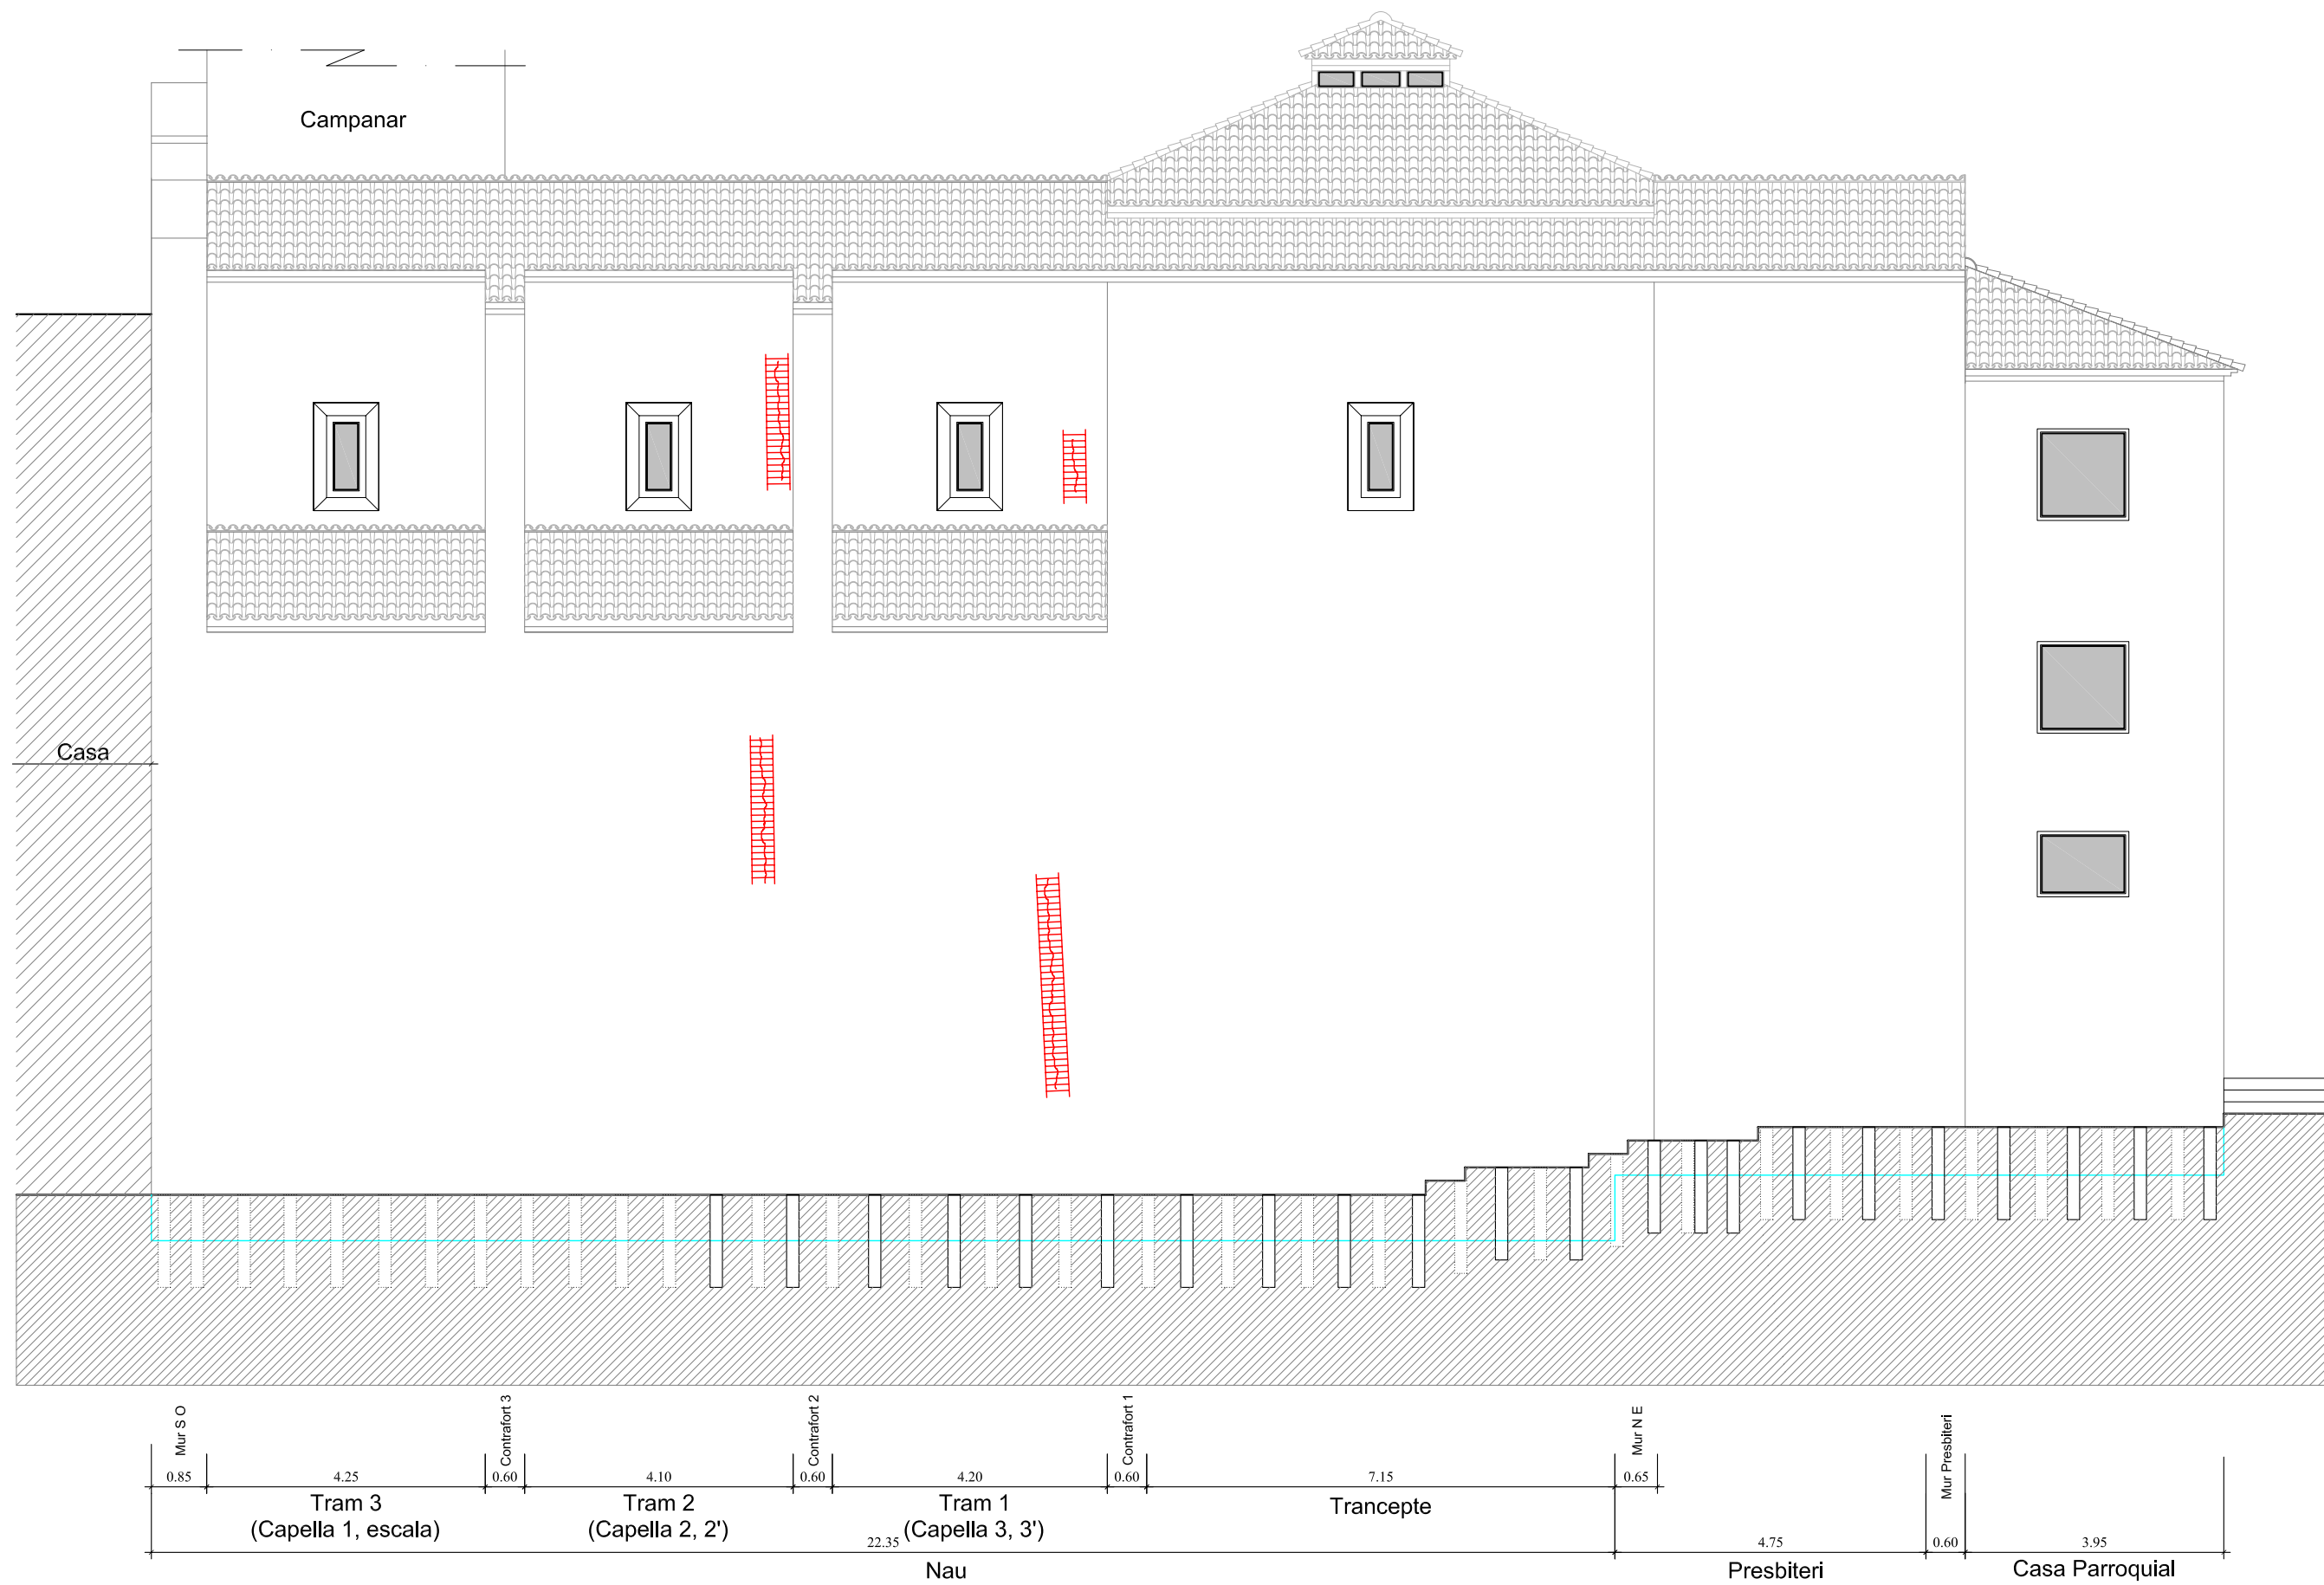 Campanar
Casa
Mur S O
Contrafort 3
Contrafort 2
Contrafort 1
Mur N E
Mur Presbiteri
0.85
4.25
0.60
4.10
0.60
4.20
0.60
7.15
0.65
Tram 3
(Capella 1, escala)
Tram 2
(Capella 2, 2')
Tram 1
(Capella 3, 3')
Trancepte
22.35
4.75
0.60
3.95
Nau
Presbiteri
Casa Parroquial